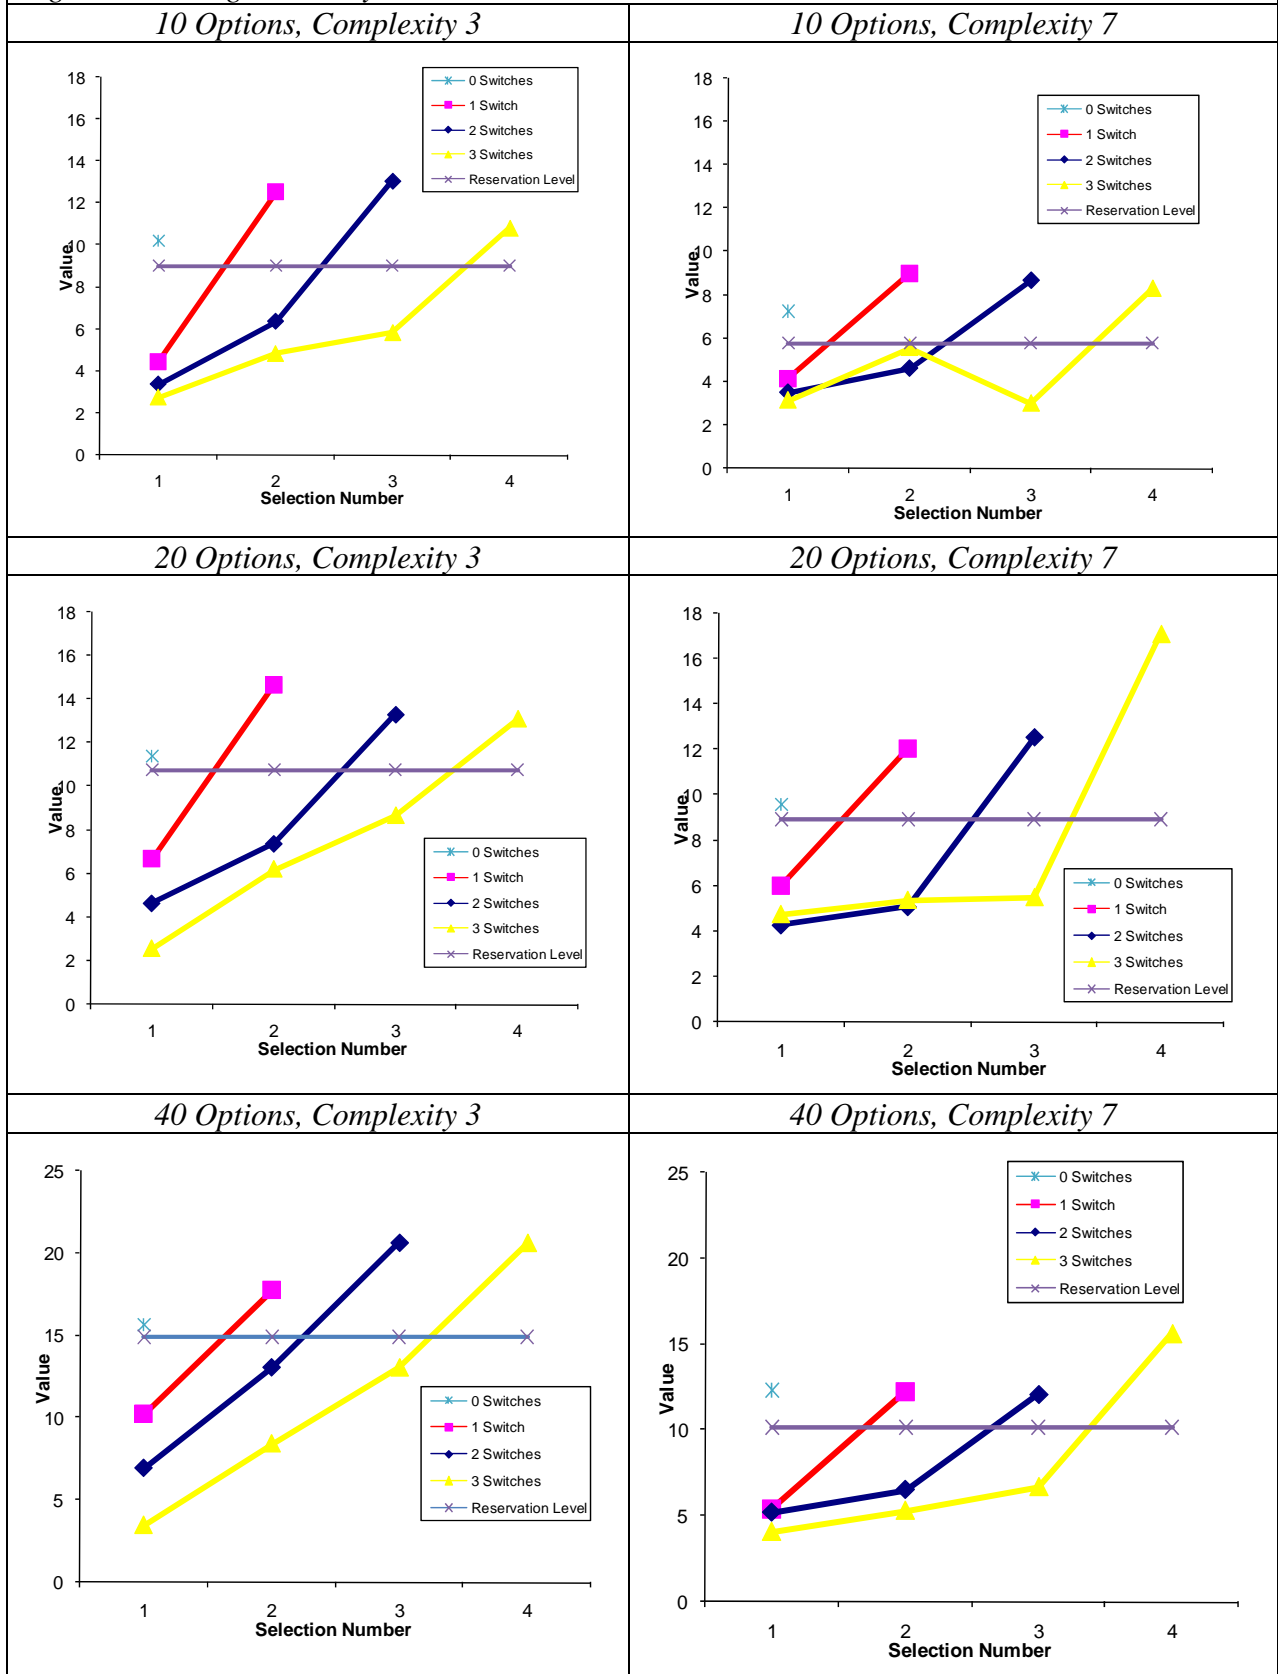 10 Options, Complexity 3
10 Options, Complexity 7
18
16
14
12
10
8
6
4
2
0
Value
1 2 3 4
Selection Number
0 Switches
1 Switch
2 Switches
3 Switches
Reservation Level
18
16
14
12
10
8
6
4
2
0
Value
1 2 3 4
Selection Number
0 Switches
1 Switch
2 Switches
3 Switches
Reservation Level
20 Options, Complexity 3
20 Options, Complexity 7
18
16
14
12
10
8
6
4
2
0
Value
1 2 3 4
Selection Number
0 Switches
1 Switch
2 Switches
3 Switches
Reservation Level
18
16
14
12
10
8
6
4
2
0
Value
1 2 3 4
Selection Number
0 Switches
1 Switch
2 Switches
3 Switches
Reservation Level
40 Options, Complexity 3
40 Options, Complexity 7
25
20
15
10
5
0
Value
1 2 3 4
Selection Number
0 Switches
1 Switch
2 Switches
3 Switches
Reservation Level
25
20
15
10
5
0
Value
1 2 3 4
Selection Number
0 Switches
1 Switch
2 Switches
3 Switches
Reservation Level